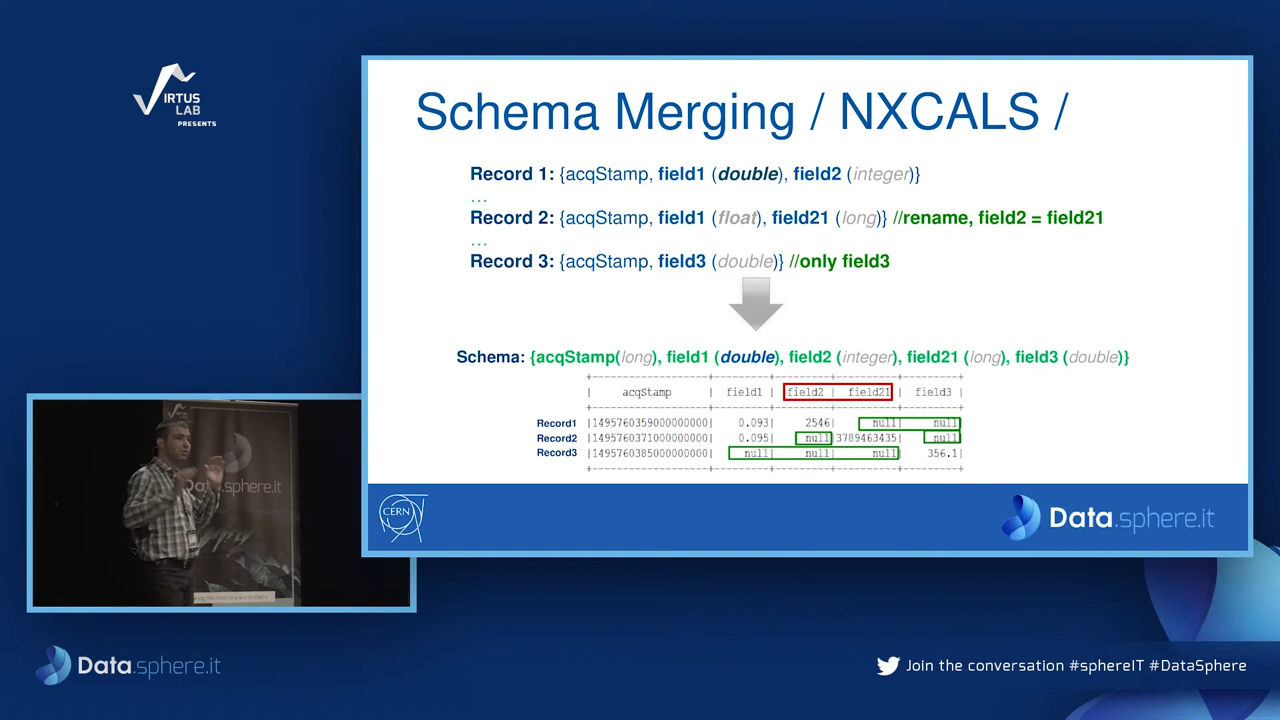 VIRTUS
LAB
PRESENTS
Schema Merging / NXCALS /
Record 1: {acqStamp, field1 (double), field2 (integer)}
…
Record 2: {acqStamp, field1 (float), field21 (long)} //rename, field2 = field21
…
Record 3: {acqStamp, field3 (double)} //only field3
Schema: {acqStamp(long), field1 (double), field2 (integer), field21 (long), field3 (double)}
| acqStamp | field1 | field2 | field21 | field3 |
Record1 |1495760359000000000| 0.093| 2546| null| null|
Record2 |1495760371000000000| 0.095| null|3789463435| null|
Record3 |1495760385000000000| null| null| null| 356.1|
CERN
Data.sphere.it
Data.sphere.it
Data.sphere.it
Join the conversation #sphereIT #DataSphere